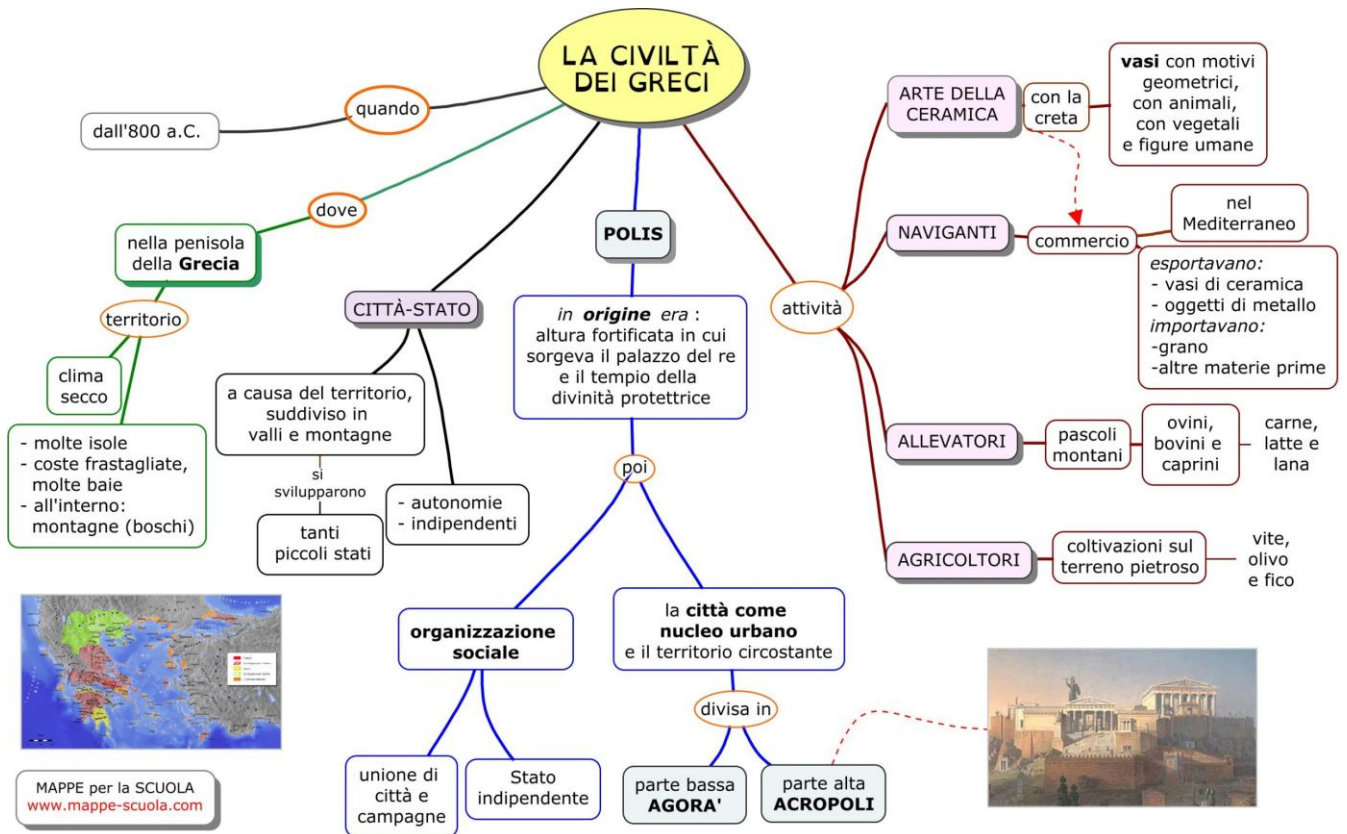 LA CIVILTÀ
DEI GRECI
quando
dall'800 a.C.
dove
nella penisola
della Grecia
territorio
clima
secco
- molte isole
- coste frastagliate,
molte baie
- all'interno:
montagne (boschi)
CITTÀ-STATO
a causa del territorio,
suddiviso in
valli e montagne
si
svilupparono
tanti
piccoli stati
- autonomie
- indipendenti
POLIS
in origine era :
altura fortificata in cui
sorgeva il palazzo del re
e il tempio della
divinità protettrice
poi
organizzazione
sociale
unione di
città e
campagne
Stato
indipendente
la città come
nucleo urbano
e il territorio circostante
divisa in
parte bassa
AGORA'
parte alta
ACROPOLI
attività
ARTE DELLA
CERAMICA
con la
creta
vasi con motivi
geometrici,
con animali,
con vegetali
e figure umane
NAVIGANTI
commercio
nel
Mediterraneo
esportavano:
- vasi di ceramica
- oggetti di metallo
importavano:
-grano
-altre materie prime
ALLEVATORI
pascoli
montani
ovini,
bovini e
caprini
carne,
latte e
lana
AGRICOLTORI
coltivazioni sul
terreno pietroso
vite,
olivo
e fico
MAPPE per la SCUOLA
www.mappe-scuola.com